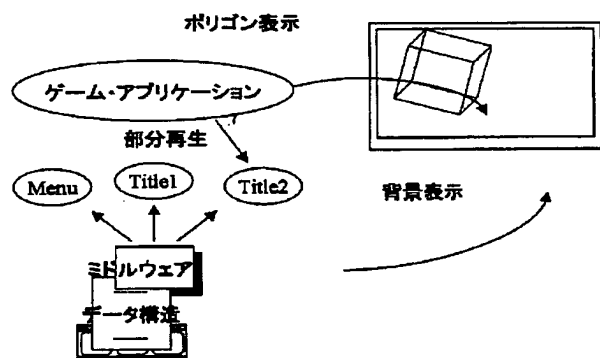 ポリゴン表示
ゲーム・アプリケーション
部分再生
Menu
Title1
Title2
背景表示
ミドルウェア
データ構造